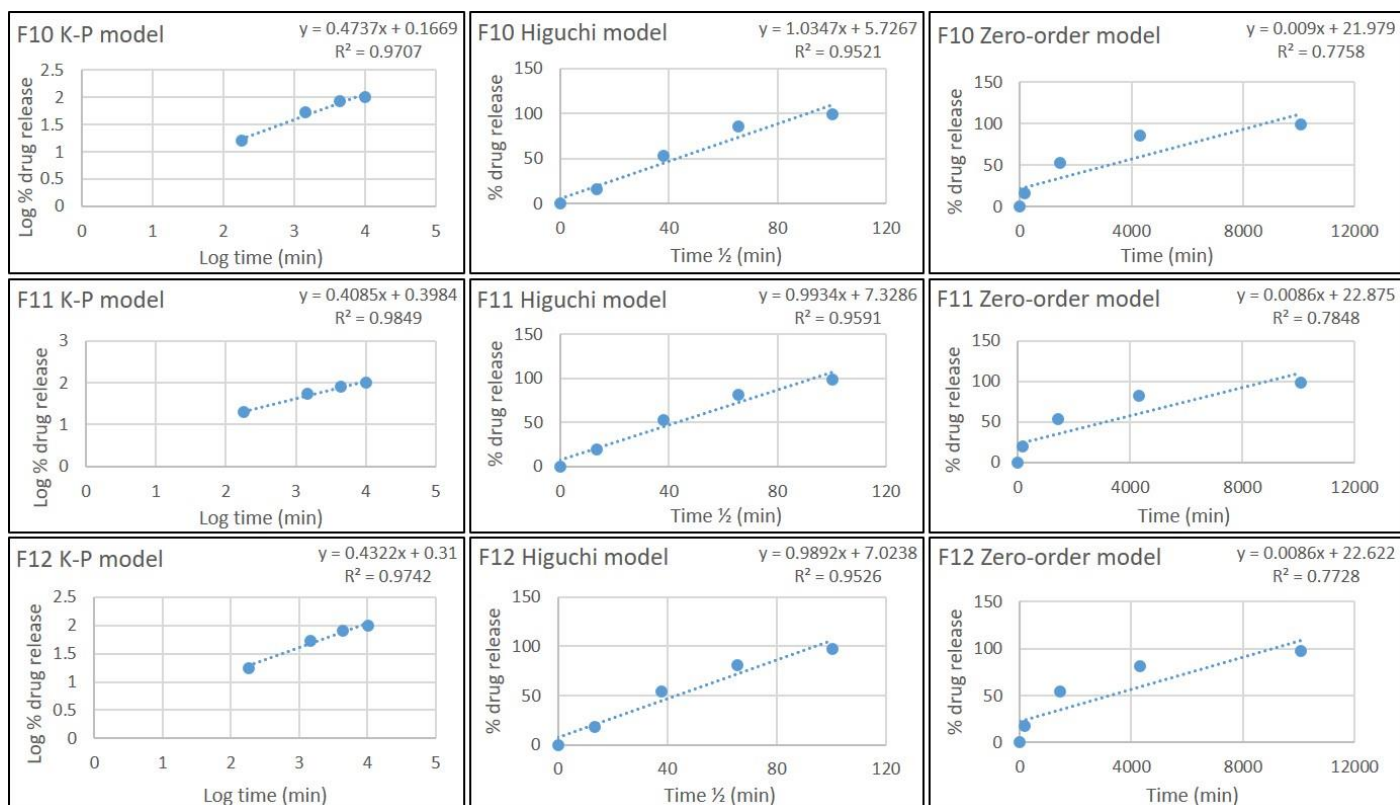 F10 K-P model
y = 0.4737x + 0.1669
R² = 0.9707
2.5
2
1.5
1
0.5
0
0 1 2 3 4 5
Log % drug release
Log time (min)
F10 Higuchi model
y = 1.0347x + 5.7267
R² = 0.9521
150
100
50
0
0 40 80 120
% drug release
Time ½ (min)
F10 Zero-order model
y = 0.009x + 21.979
R² = 0.7758
150
100
50
0
0 4000 8000 12000
% drug release
Time (min)
F11 K-P model
y = 0.4085x + 0.3984
R² = 0.9849
3
2
1
0
0 1 2 3 4 5
Log % drug release
Log time (min)
F11 Higuchi model
y = 0.9934x + 7.3286
R² = 0.9591
150
100
50
0
0 40 80 120
% drug release
Time ½ (min)
F11 Zero-order model
y = 0.0086x + 22.875
R² = 0.7848
150
100
50
0
0 4000 8000 12000
% drug release
Time (min)
F12 K-P model
y = 0.4322x + 0.31
R² = 0.9742
2.5
2
1.5
1
0.5
0
0 1 2 3 4 5
Log % drug release
Log time (min)
F12 Higuchi model
y = 0.9892x + 7.0238
R² = 0.9526
150
100
50
0
0 40 80 120
% drug release
Time ½ (min)
F12 Zero-order model
y = 0.0086x + 22.622
R² = 0.7728
150
100
50
0
0 4000 8000 12000
% drug release
Time (min)